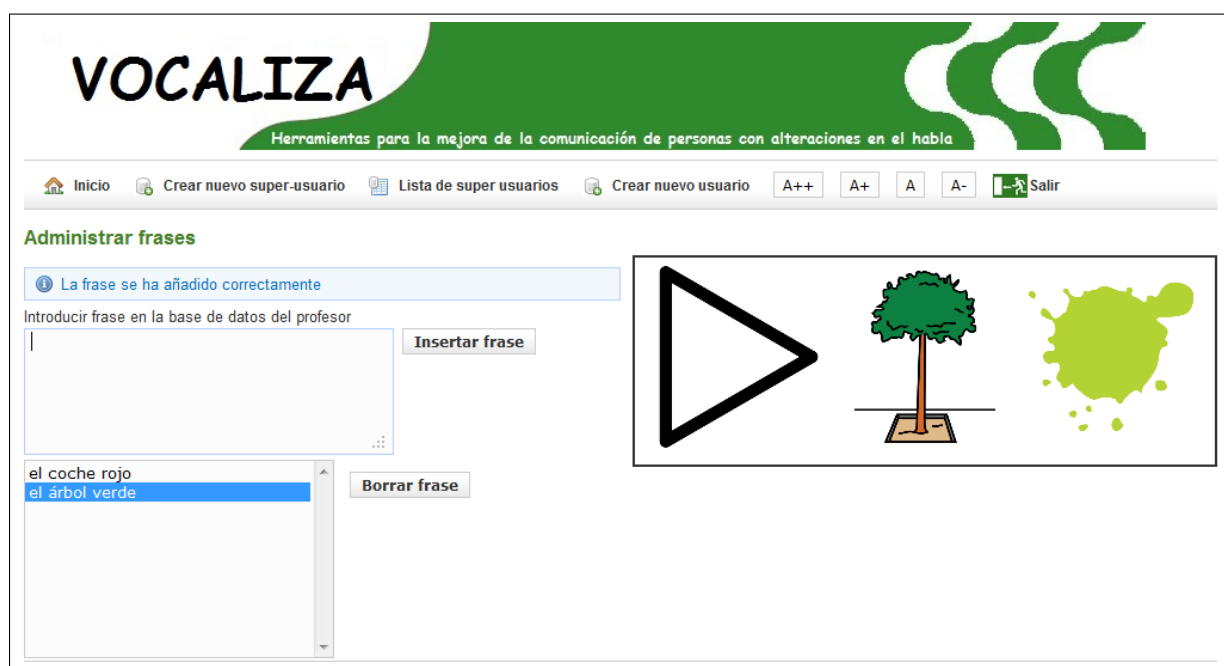 VOCALIZA
Herramientas para la mejora de la comunicación de personas con alteraciones en el habla
Inicio Crear nuevo super-usuario Lista de super usuarios Crear nuevo usuario A++ A+ A A- Salir
Administrar frases
La frase se ha añadido correctamente
Introducir frase en la base de datos del profesor
Insertar frase
el coche rojo
el árbol verde
Borrar frase